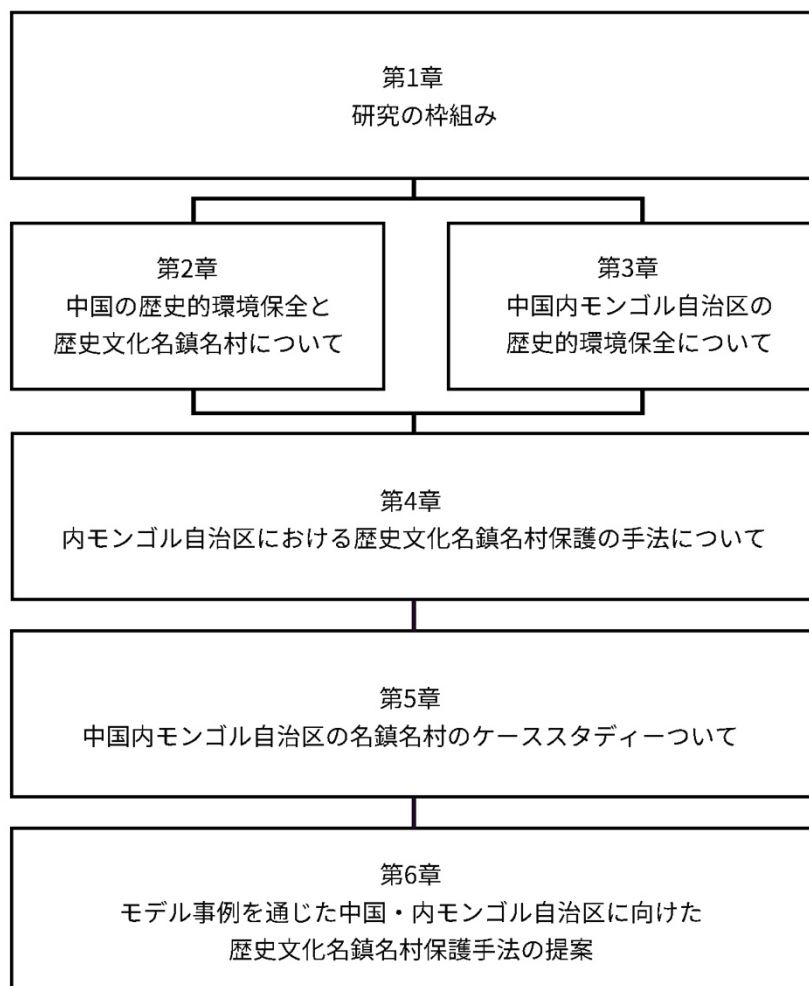 第1章
研究の枠組み
第2章
中国の歴史的環境保全と
歴史文化名鎮名村について
第3章
中国内モンゴル自治区の
歴史的環境保全について
第4章
内モンゴル自治区における歴史文化名鎮名村保護の手法について
第5章
中国内モンゴル自治区の名鎮名村のケーススタディーついて
第6章
モデル事例を通じた中国・内モンゴル自治区に向けた
歴史文化名鎮名村保護手法の提案